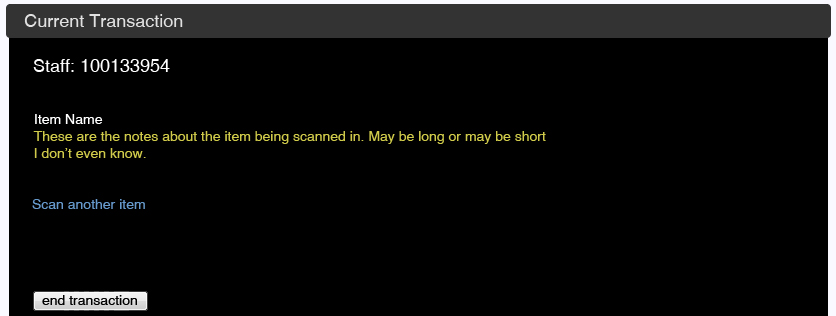 Current Transaction
Staff: 100133954
Item Name
These are the notes about the item being scanned in. May be long or may be short
I don't even know.
Scan another item
end transaction